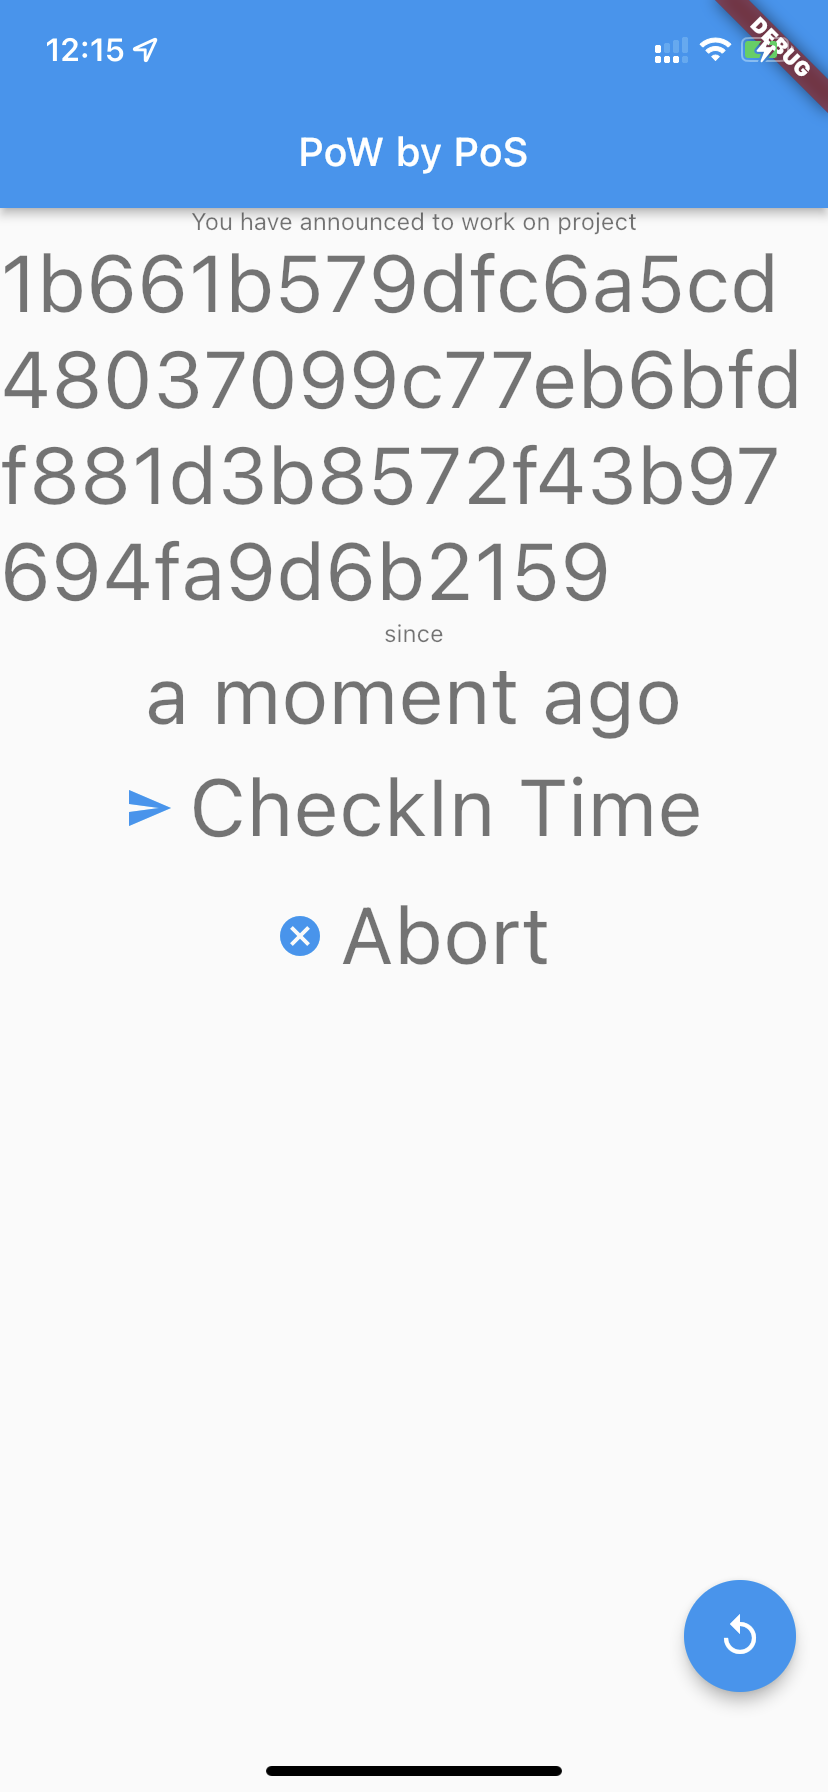 12:15
DEBUG
PoW by PoS
You have announced to work on project
1b661b579dfc6a5cd
48037099c77eb6bfd
f881d3b8572f43b97
694fa9d6b2159
since
a moment ago
CheckIn Time
Abort